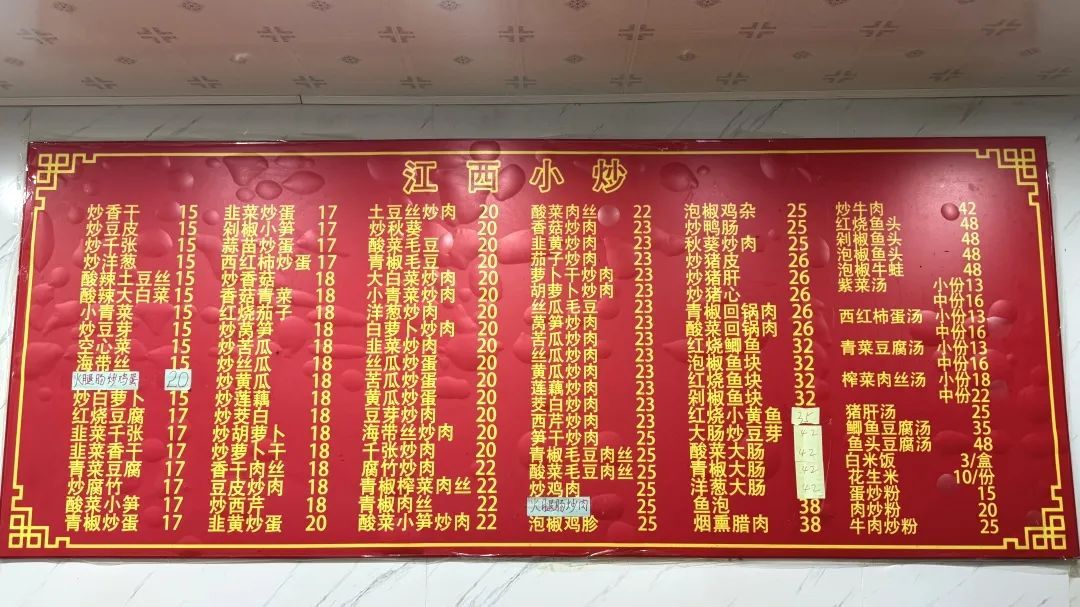 江西小炒
炒香干 15
炒豆皮 15
炒千张 15
炒洋葱 15
酸辣土豆丝 15
酸辣大白菜 15
小青菜 15
炒豆芽 15
空心菜 15
海带丝 15
火腿肠炒鸡蛋 20
炒白萝卜 15
红烧豆腐 17
韭菜千张 17
韭菜香干 17
青菜豆腐 17
炒腐竹 17
酸菜小笋 17
青椒炒蛋 17
韭菜炒蛋 17
剁椒小笋 17
蒜苗炒蛋 17
西红柿炒蛋 17
炒香菇 18
香菇青菜 18
红烧茄子 18
炒莴笋 18
炒苦瓜 18
炒丝瓜 18
炒黄瓜 18
炒莲藕 18
炒茭白 18
炒胡萝卜 18
炒萝卜干 18
香干肉丝 18
豆皮炒肉 18
炒西芹 18
韭黄炒蛋 20
土豆丝炒肉 20
炒秋葵 20
酸菜毛豆 20
青椒毛豆 20
大白菜炒肉 20
小青菜炒肉 20
洋葱炒肉 20
白萝卜炒肉 20
韭菜炒肉 20
丝瓜炒蛋 20
苦瓜炒蛋 20
黄瓜炒蛋 20
豆芽炒肉 20
海带丝炒肉 20
千张炒肉 20
腐竹炒肉 22
青椒榨菜肉丝 22
青椒肉丝 22
酸菜小笋炒肉 22
酸菜肉丝 22
香菇炒肉 23
韭黄炒肉 23
茄子炒肉 23
萝卜干炒肉 23
胡萝卜炒肉 23
丝瓜毛豆 23
莴笋炒肉 23
苦瓜炒肉 23
丝瓜炒肉 23
黄瓜炒肉 23
莲藕炒肉 23
茭白炒肉 23
西芹炒肉 23
笋干炒肉 25
青椒毛豆肉丝 25
酸菜毛豆肉丝 25
炒鸡肉 25
火腿肠炒肉 25
泡椒鸡胗 25
泡椒鸡杂 25
炒鸭肠 25
秋葵炒肉 25
炒猪皮 26
炒猪肝 26
炒猪心 26
青椒回锅肉 26
酸菜回锅肉 26
红烧鲫鱼 32
泡椒鱼块 32
红烧鱼块 32
剁椒鱼块 32
红烧小黄鱼 35
大肠炒豆芽 42
酸菜大肠 42
青椒大肠 42
洋葱大肠 42
鱼泡 38
烟熏腊肉 38
炒牛肉 42
红烧鱼头 48
剁椒鱼头 48
泡椒鱼头 48
泡椒牛蛙 48
紫菜汤 小份13
中份16
西红柿蛋汤 小份13
中份16
青菜豆腐汤 小份13
中份16
榨菜肉丝汤 小份18
中份22
猪肝汤 25
鲫鱼豆腐汤 35
鱼头豆腐汤 48
白米饭 3/盒
花生米 10/份
蛋炒粉 15
肉炒粉 20
牛肉炒粉 25